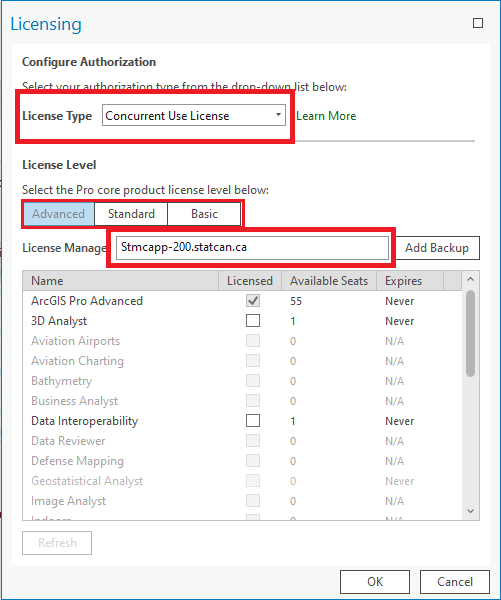 Licensing
Configure Authorization
Select your authorization type from the drop-down list below:
License Type Concurrent Use License Learn More
License Level
Select the Pro core product license level below:
Advanced Standard Basic
License Manage Stmcapp-200.statcan.ca Add Backup
Name Licensed Available Seats Expires
ArcGIS Pro Advanced 55 Never
3D Analyst 1 Never
Aviation Airports 0 N/A
Aviation Charting 0 N/A
Bathymetry 0 N/A
Business Analyst 0 N/A
Data Interoperability 1 Never
Data Reviewer 0 N/A
Defense Mapping 0 N/A
Geostatistical Analyst 0 Never
Image Analyst 0 N/A
Indoors 0 N/A
Refresh
OK Cancel